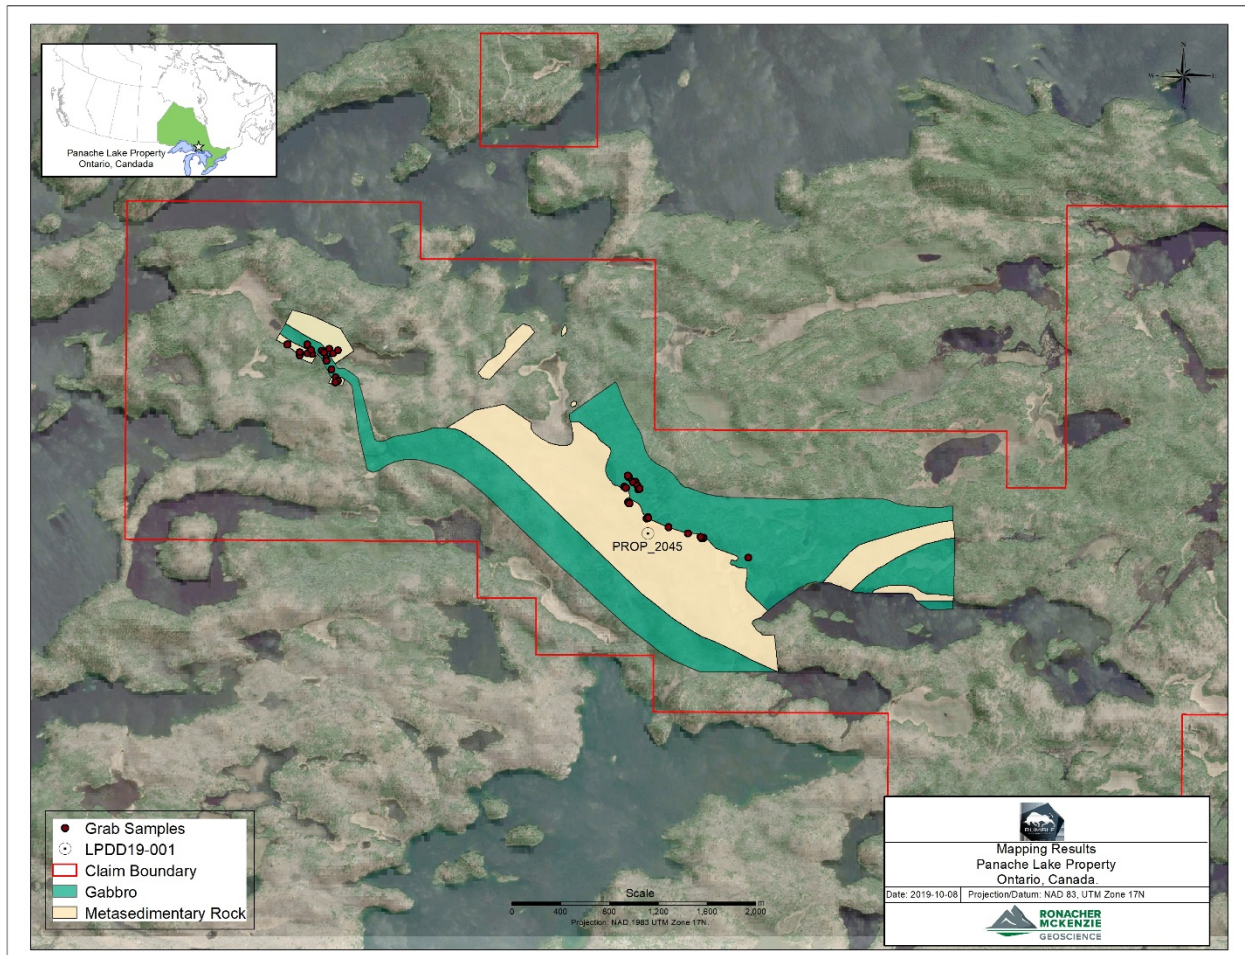 N
W
E
S
Panache Lake Property
Ontario, Candada
PROP_2045
Grab Samples
LPDD19-001
Claim Boundary
Gabbro
Metasedimentary Rock
Scale
m
0 400 800 1,200 1,600 2,000
Projection: NAD 1983 UTM Zone 17N.
RUMBLE
Mapping Results
Panache Lake Property
Ontario, Canada.
Date: 2019-10-08 Projection/Datum: NAD 83, UTM Zone 17N
RONACHER
MCKENZIE
GEOSCIENCE